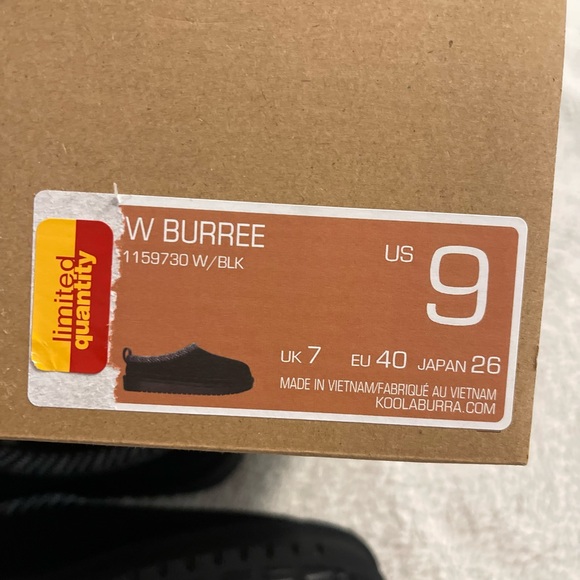 limited
quantity
W BURREE
1159730 W/BLK
US 9
UK 7 EU 40 JAPAN 26
MADE IN VIETNAM/FABRIQUÉ AU VIETNAM
KOOLABURRA.COM